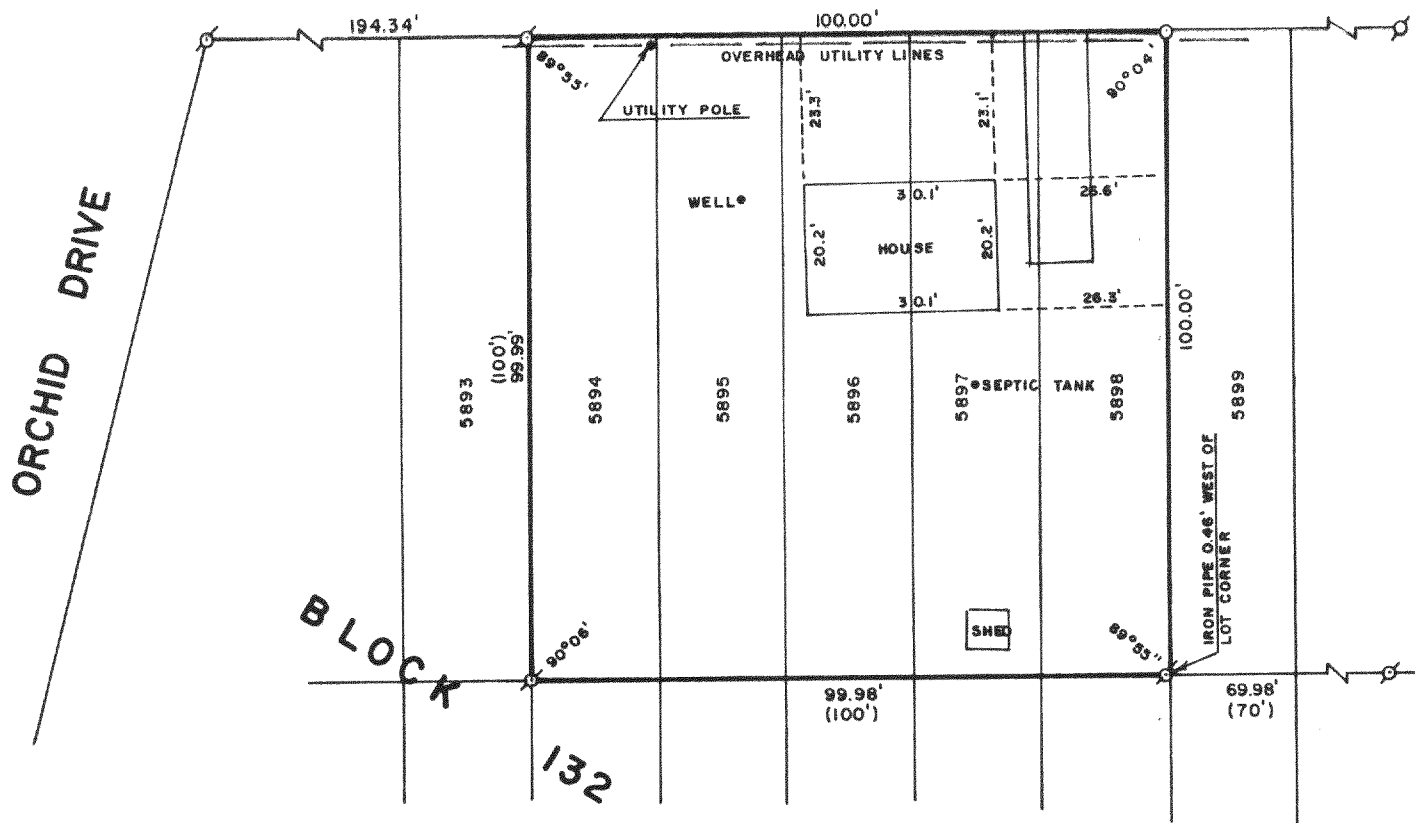 194.34'
100.00'
OVERHEAD UTILITY LINES
89°55'
90°04'
UTILITY POLE
23.3'
23.1'
ORCHID DRIVE
WELL
30.1'
26.6'
20.2'
HOUSE
20.2'
30.1'
26.3'
(100')
99.99'
100.00'
5893
5894
5895
5896
5897
SEPTIC TANK
5898
5899
IRON PIPE 0.46' WEST OF
LOT CORNER
BLOCK
90°06'
SHED
89°55"
99.98'
(100')
69.98'
(70')
132